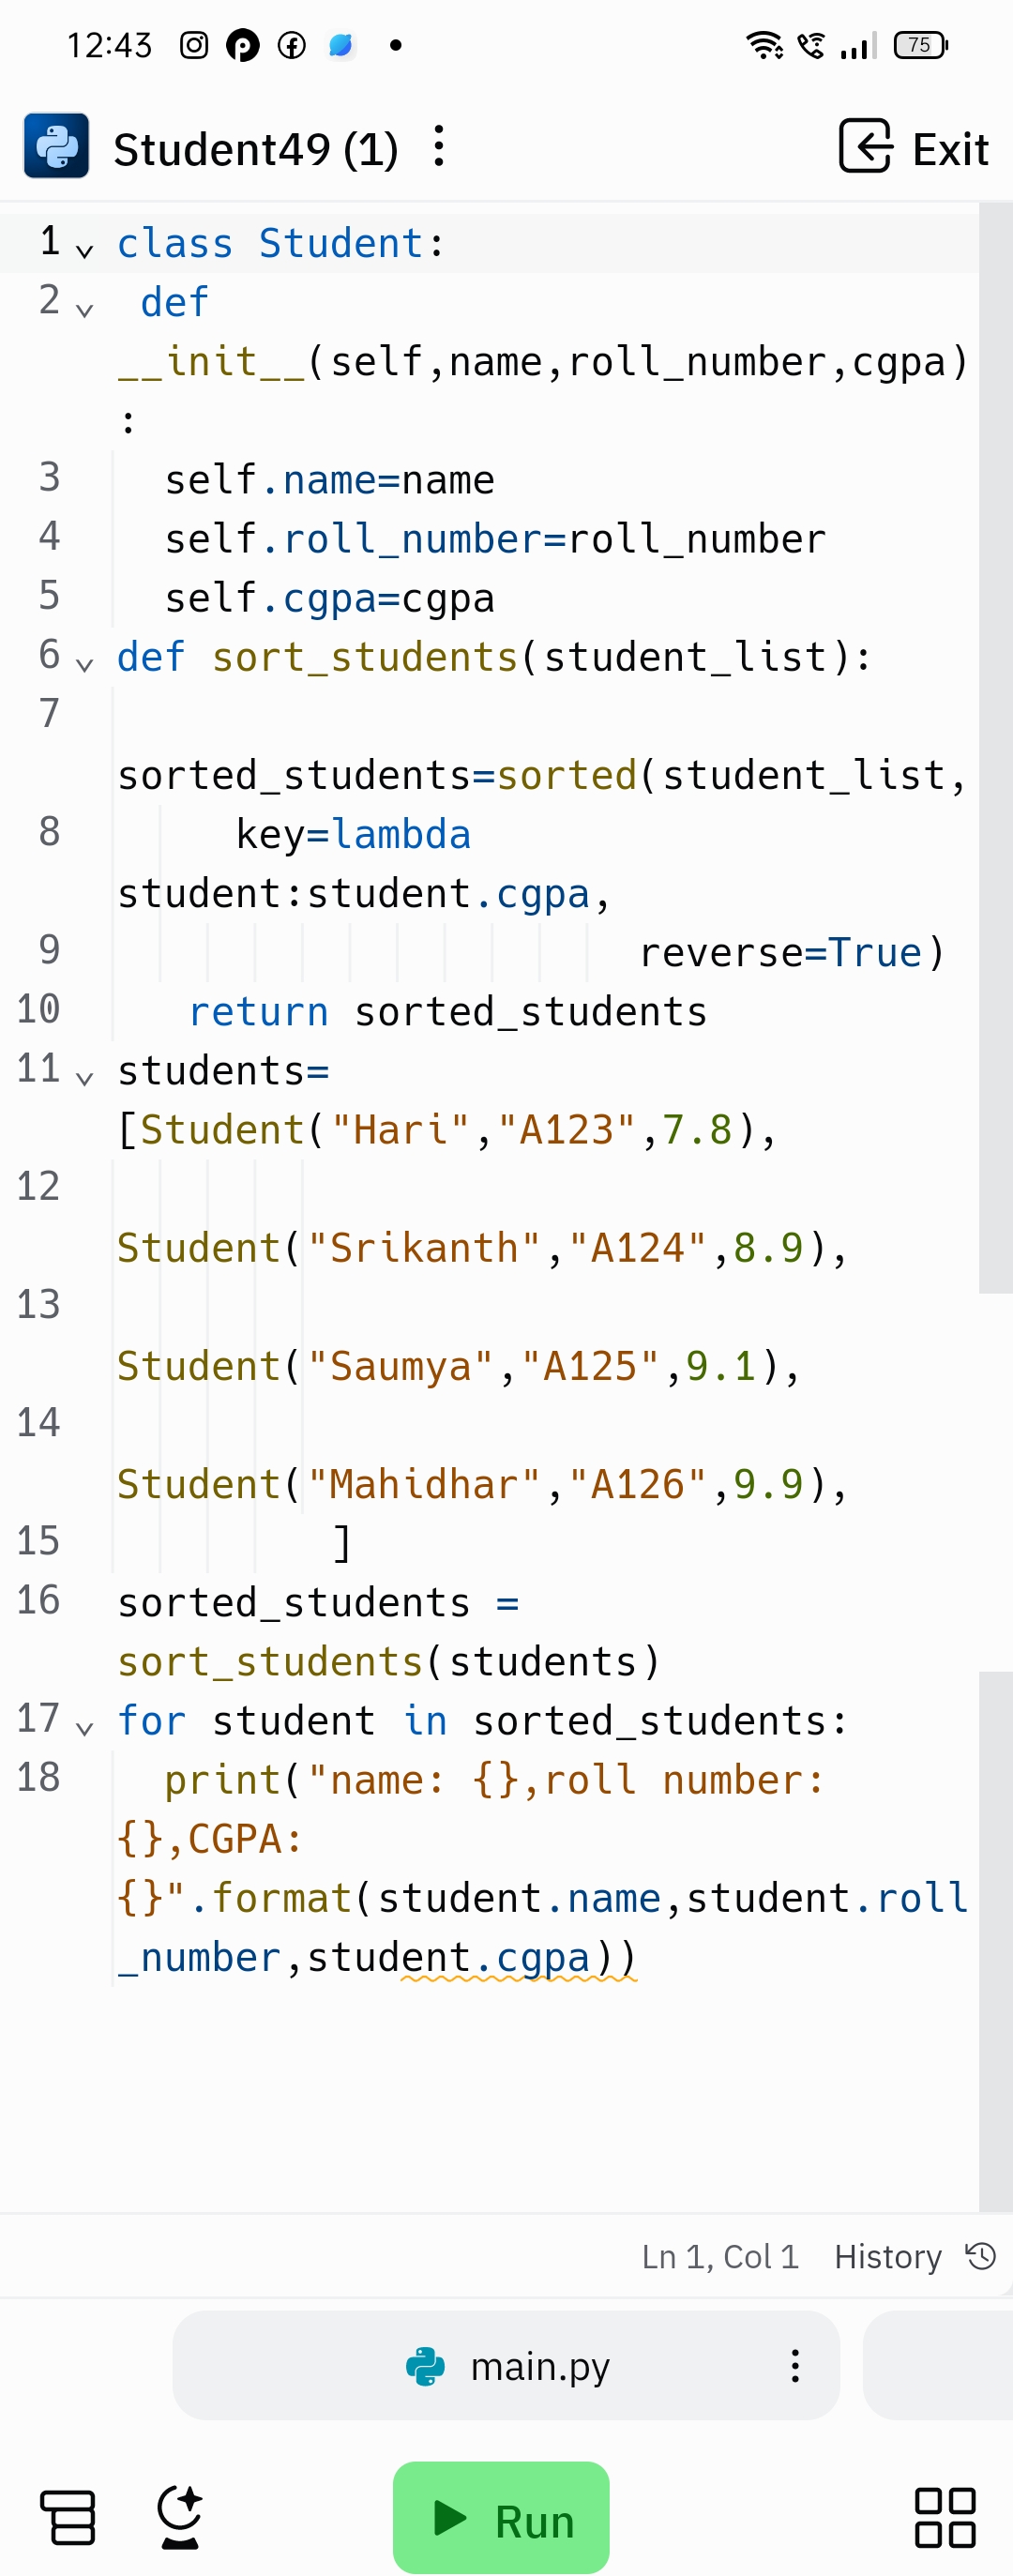 12:43
75
Student49 (1)
Exit
1 class Student:
2 def
__init__(self,name,roll_number,cgpa)
:
3 self.name=name
4 self.roll_number=roll_number
5 self.cgpa=cgpa
6 def sort_students(student_list):
7
sorted_students=sorted(student_list,
8 key=lambda
student:student.cgpa,
9 reverse=True)
10 return sorted_students
11 students=
[Student("Hari","A123",7.8),
12
Student("Srikanth","A124",8.9),
13
Student("Saumya","A125",9.1),
14
Student("Mahidhar","A126",9.9),
15 ]
16 sorted_students =
sort_students(students)
17 for student in sorted_students:
18 print("name: {},roll number:
{},CGPA:
{}".format(student.name,student.roll
_number,student.cgpa))
Ln 1, Col 1 History
main.py
Run